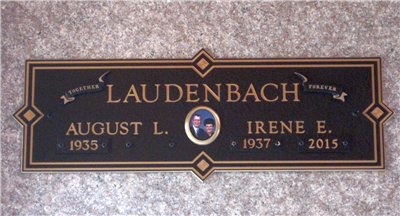 TOGETHER FOREVER
LAUDENBACH
AUGUST L. IRENE E.
1935 1937 2015